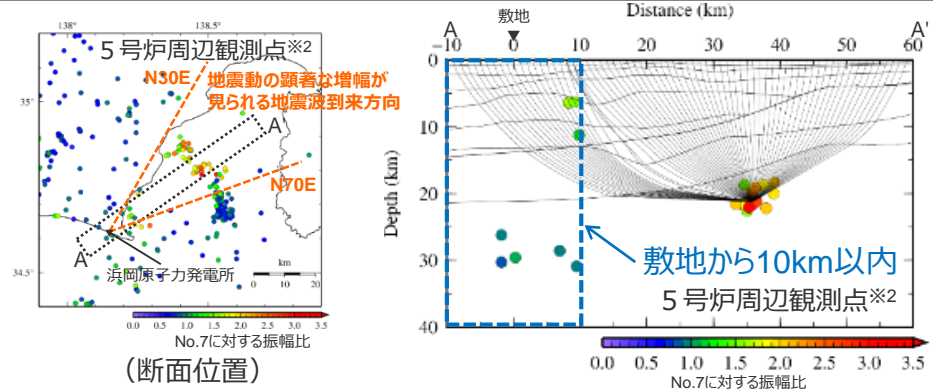 138°
138.5°
５号炉周辺観測点※2
N30E
地震動の顕著な増幅が
見られる地震波到来方向
35°
A'
N70E
A
34.5°
浜岡原子力発電所
km
0 10 20
0.0 0.5 1.0 1.5 2.0 2.5 3.0 3.5
No.7に対する振幅比
（断面位置）
Distance (km)
A
敷地
A'
-10 0 10 20 30 40 50 60
0
10
20
30
40
Depth (km)
敷地から10km以内
５号炉周辺観測点※2
0.0 0.5 1.0 1.5 2.0 2.5 3.0 3.5
No.7に対する振幅比